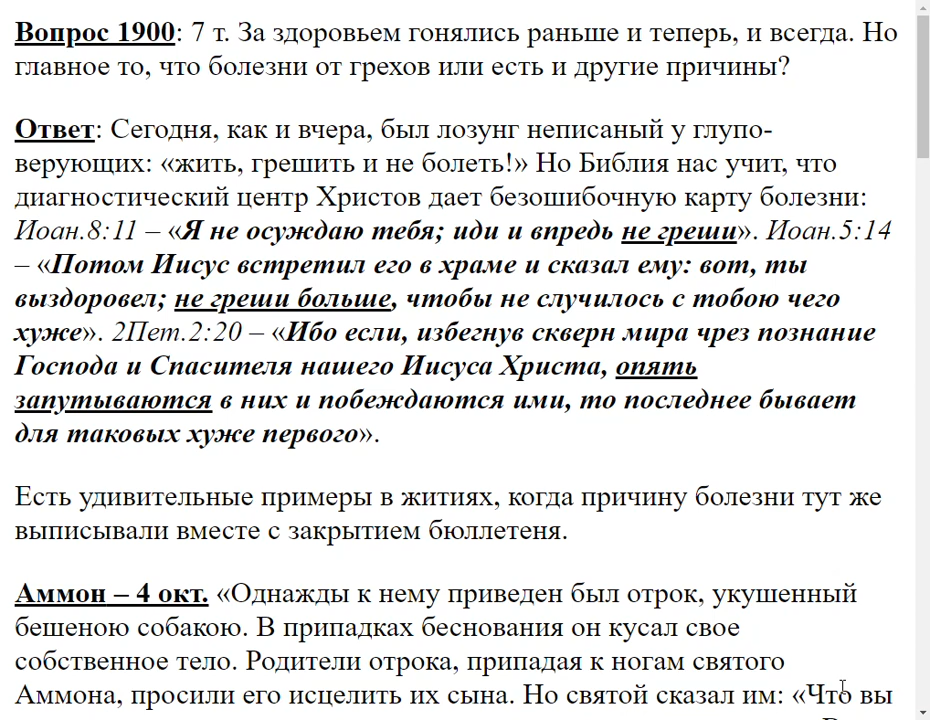 Вопрос 1900: 7 т. За здоровьем гонялись раньше и теперь, и всегда. Но
главное то, что болезни от грехов или есть и другие причины?
Ответ: Сегодня, как и вчера, был лозунг неписаный у глупо-
верующих: «жить, грешить и не болеть!» Но Библия нас учит, что
диагностический центр Христов дает безошибочную карту болезни:
Иоан.8:11 – «Я не осуждаю тебя; иди и впредь не греши». Иоан.5:14
– «Потом Иисус встретил его в храме и сказал ему: вот, ты
выздоровел; не греши больше, чтобы не случилось с тобою чего
хуже». 2Пет.2:20 – «Ибо если, избегнув скверн мира чрез познание
Господа и Спасителя нашего Иисуса Христа, опять
запутываются в них и побеждаются ими, то последнее бывает
для таковых хуже первого».
Есть удивительные примеры в житиях, когда причину болезни тут же
выписывали вместе с закрытием бюллетеня.
Аммон – 4 окт. «Однажды к нему приведен был отрок, укушенный
бешеною собакою. В припадках беснования он кусал свое
собственное тело. Родители отрока, припадая к ногам святого
Аммона, просили его исцелить их сына. Но святой сказал им: «Что вы